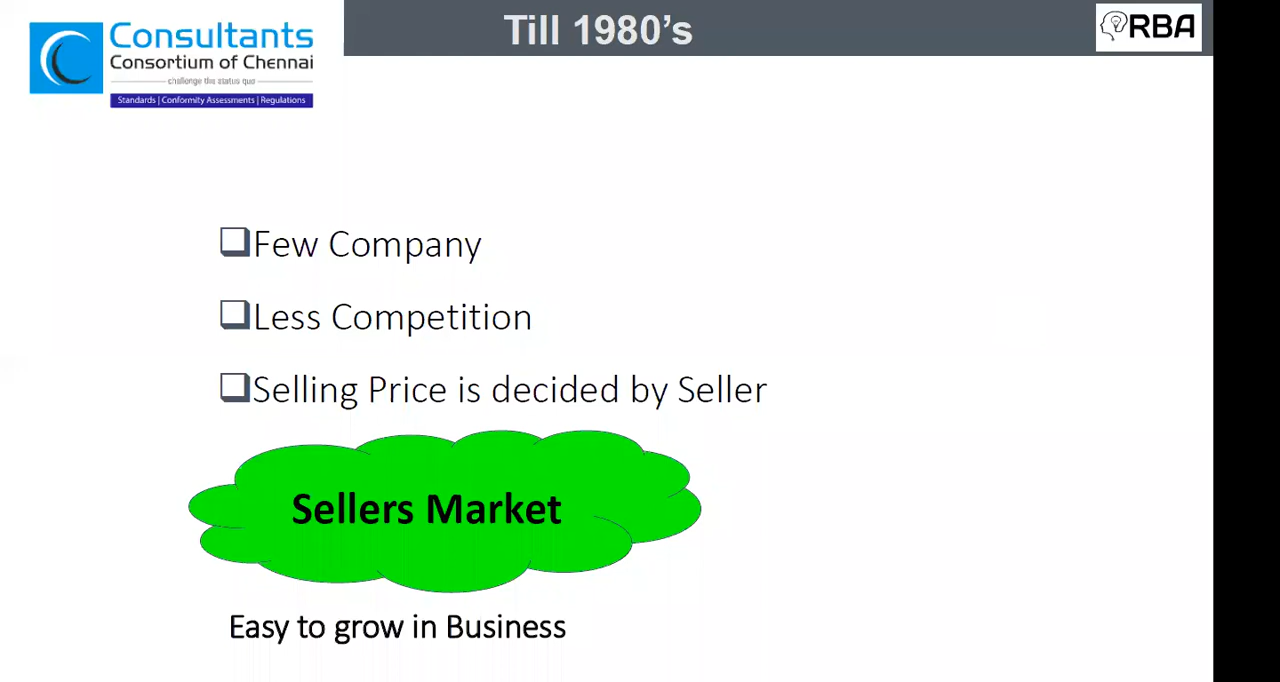 Consultants
Consortium of Chennai
challenge the status quo
Standards | Conformity Assessments | Regulations
Till 1980's
RBA
Few Company
Less Competition
Selling Price is decided by Seller
Sellers Market
Easy to grow in Business